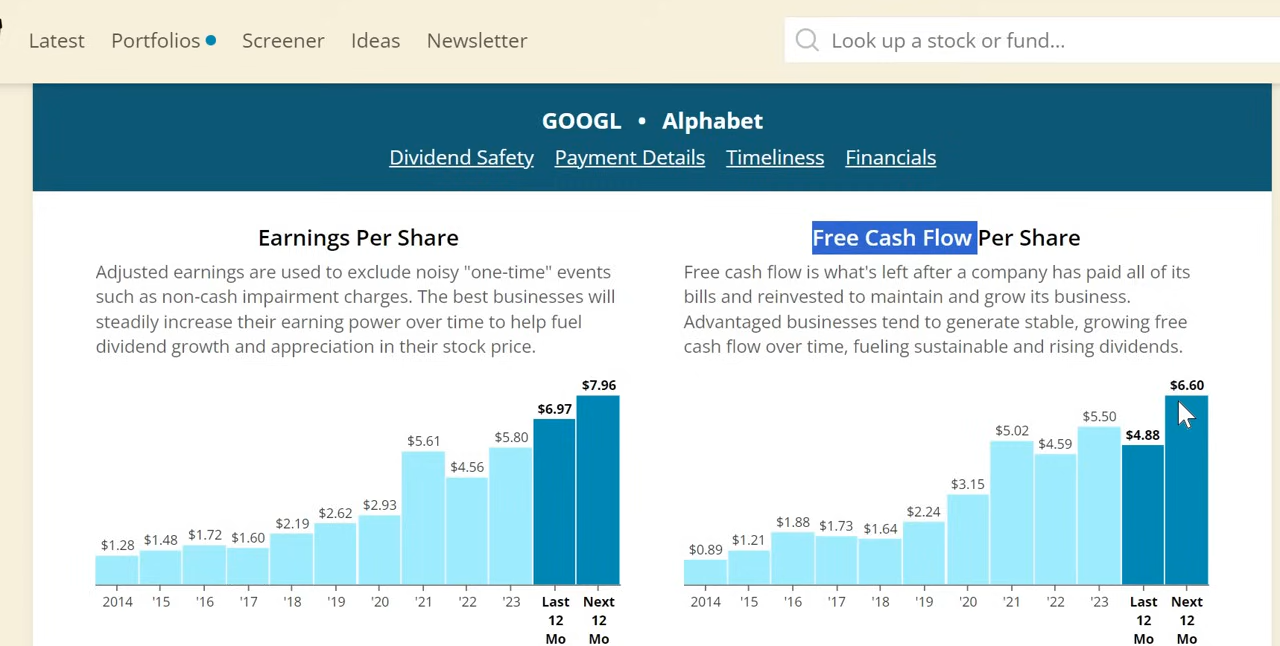 Latest Portfolios Screener Ideas Newsletter
Look up a stock or fund...
GOOGL • Alphabet
Dividend Safety Payment Details Timeliness Financials
Earnings Per Share
Adjusted earnings are used to exclude noisy "one-time" events
such as non-cash impairment charges. The best businesses will
steadily increase their earning power over time to help fuel
dividend growth and appreciation in their stock price.
$1.28 $1.48 $1.72 $1.60 $2.19 $2.62 $2.93 $5.61 $4.56 $5.80 $6.97 $7.96
2014 '15 '16 '17 '18 '19 '20 '21 '22 '23 Last Next
12 12
Mo Mo
Free Cash Flow Per Share
Free cash flow is what's left after a company has paid all of its
bills and reinvested to maintain and grow its business.
Advantaged businesses tend to generate stable, growing free
cash flow over time, fueling sustainable and rising dividends.
$0.89 $1.21 $1.88 $1.73 $1.64 $2.24 $3.15 $5.02 $4.59 $5.50 $4.88 $6.60
2014 '15 '16 '17 '18 '19 '20 '21 '22 '23 Last Next
12 12
Mo Mo